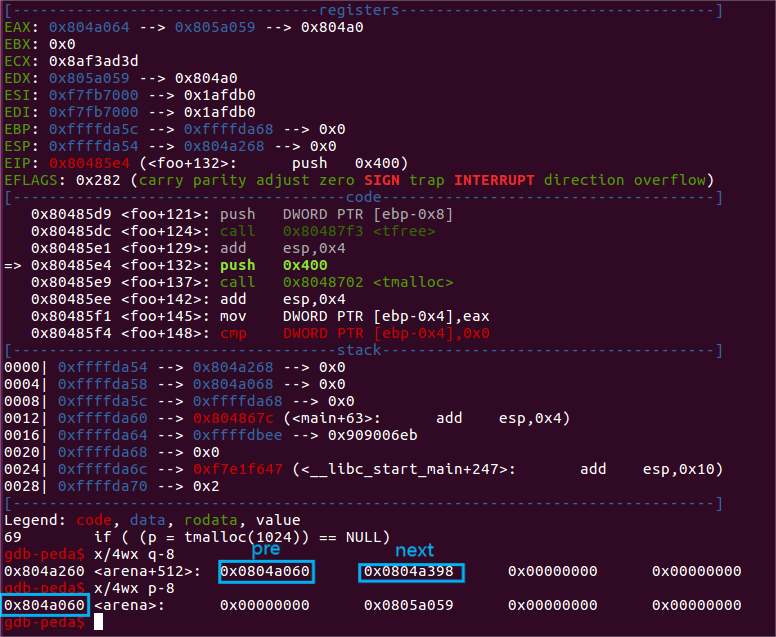 [-----------------------------------registers-----------------------------------]
EAX: 0x804a064 --> 0x805a059 --> 0x804a0
EBX: 0x0
ECX: 0x8af3ad3d
EDX: 0x805a059 --> 0x804a0
ESI: 0xf7fb7000 --> 0x1afdb0
EDI: 0xf7fb7000 --> 0x1afdb0
EBP: 0xffffda5c --> 0xffffda68 --> 0x0
ESP: 0xffffda54 --> 0x804a268 --> 0x0
EIP: 0x80485e4 (<foo+132>: push 0x400)
EFLAGS: 0x282 (carry parity adjust zero SIGN trap INTERRUPT direction overflow)
[-------------------------------------code-------------------------------------]
0x80485d9 <foo+121>: push DWORD PTR [ebp-0x8]
0x80485dc <foo+124>: call 0x80487f3 <tfree>
0x80485e1 <foo+129>: add esp,0x4
=> 0x80485e4 <foo+132>: push 0x400
0x80485e9 <foo+137>: call 0x8048702 <tmalloc>
0x80485ee <foo+142>: add esp,0x4
0x80485f1 <foo+145>: mov DWORD PTR [ebp-0x4],eax
0x80485f4 <foo+148>: cmp DWORD PTR [ebp-0x4],0x0
[------------------------------------stack-------------------------------------]
0000| 0xffffda54 --> 0x804a268 --> 0x0
0004| 0xffffda58 --> 0x804a068 --> 0x0
0008| 0xffffda5c --> 0xffffda68 --> 0x0
0012| 0xffffda60 --> 0x804867c (<main+63>: add esp,0x4)
0016| 0xffffda64 --> 0xffffdbee --> 0x909006eb
0020| 0xffffda68 --> 0x0
0024| 0xffffda6c --> 0xf7e1f647 (<__libc_start_main+247>: add esp,0x10)
0028| 0xffffda70 --> 0x2
[------------------------------------------------------------------------------]
Legend: code, data, rodata, value
69 if ( (p = tmalloc(1024)) == NULL)
pre next
gdb-peda$ x/4wx q-8
0x804a260 <arena+512>: 0x0804a060 0x0804a398 0x00000000 0x00000000
gdb-peda$ x/4wx p-8
0x804a060 <arena>: 0x00000000 0x0805a059 0x00000000 0x00000000
gdb-peda$